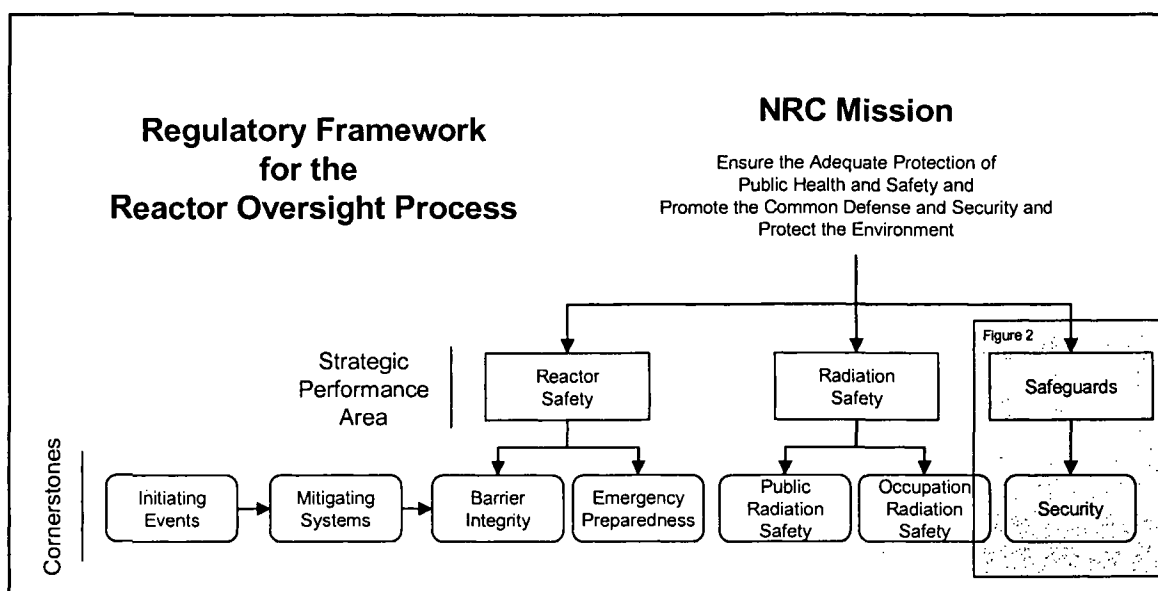 Regulatory Framework
for the
Reactor Oversight Process
NRC Mission
Ensure the Adequate Protection of
Public Health and Safety and
Promote the Common Defense and Security and
Protect the Environment
Figure 2
Strategic
Performance
Area
Reactor
Safety
Radiation
Safety
Safeguards
Cornerstones
Initiating
Events
Mitigating
Systems
Barrier
Integrity
Emergency
Preparedness
Public
Radiation
Safety
Occupation
Radiation
Safety
Security